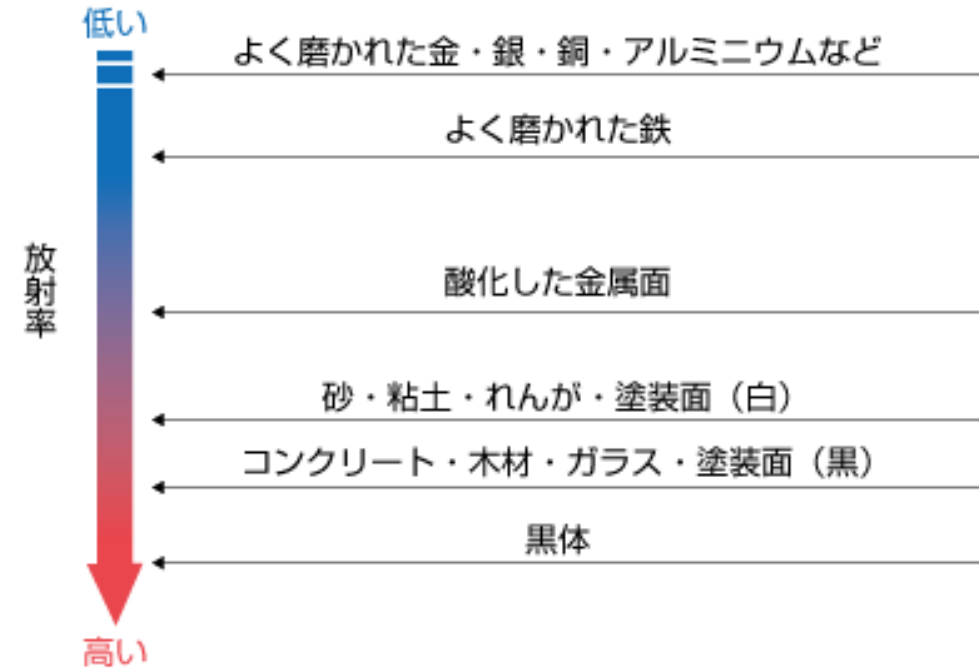 低い
よく磨かれた金・銀・銅・アルミニウムなど
よく磨かれた鉄
放射率
酸化した金属面
砂・粘土・れんが・塗装面（白）
コンクリート・木材・ガラス・塗装面（黒）
黒体
高い